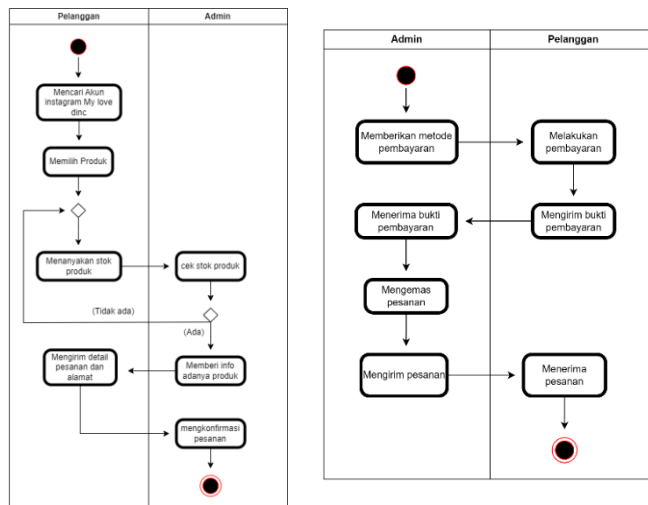 Pelanggan
Admin
Mencari Akun
instagram My love
dinc
Memilih Produk
Menanyakan stok
produk
cek stok produk
(Tidak ada)
(Ada)
Mengirim detail
pesanan dan
alamat
Memberi info
adanya produk
mengkonfirmasi
pesanan
Admin
Pelanggan
Memberikan metode
pembayaran
Melakukan
pembayaran
Menerima bukti
pembayaran
Mengirim bukti
pembayaran
Mengemas
pesanan
Mengirim pesanan
Menerima
pesanan